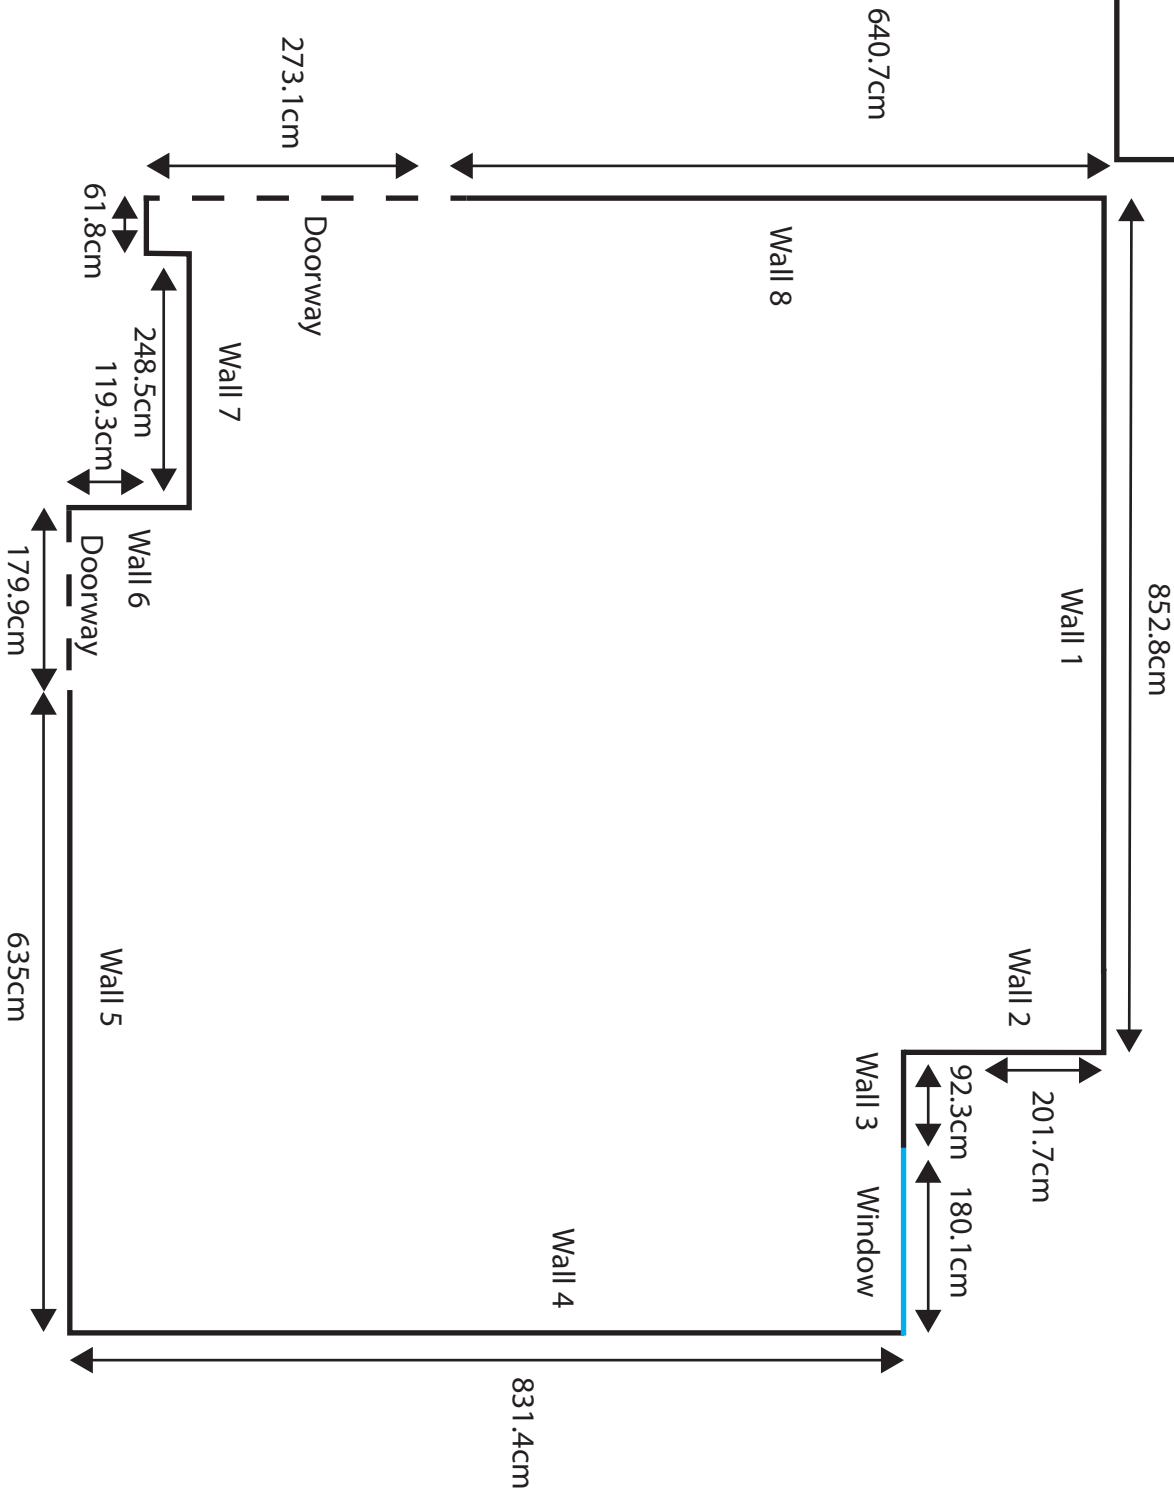 852.8cm
Wall 1
640.7cm
Wall 8
273.1cm
Doorway
61.8cm
248.5cm
Wall 7
119.3cm
Wall 6
Doorway
179.9cm
Wall 2
201.7cm
92.3cm
180.1cm
Wall 3
Window
Wall 4
831.4cm
Wall 5
635cm